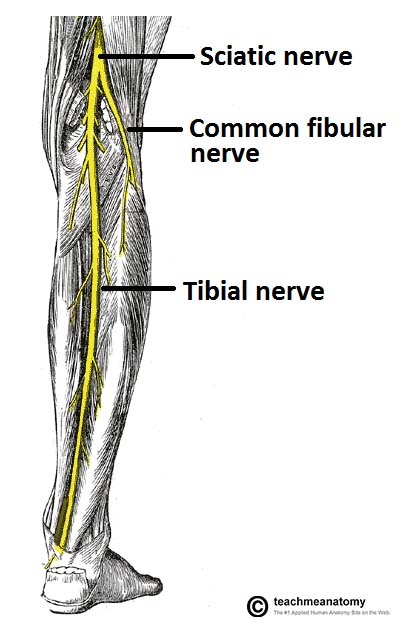 Sciatic nerve
Common fibular
nerve
Tibial nerve
© teachmeanatomy
The #1 Applied Human Anatomy Site on the Web.